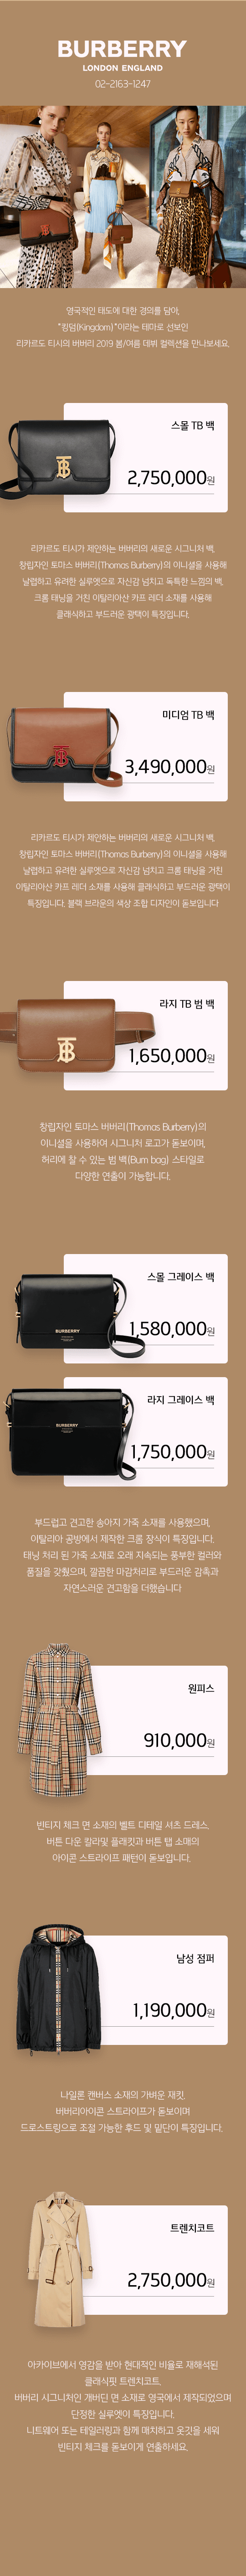 BURBERRY
LONDON ENGLAND
02-2163-1247
영국적인 태도에 대한 경의를 담아,
"킹덤(Kingdom)"이라는 테마로 선보인
리카르도 티시의 버버리 2019 봄/여름 데뷔 컬렉션을 만나보세요.
스몰 TB 백
2,750,000원
리카르도 티시가 제안하는 버버리의 새로운 시그니처 백,
창립자인 토마스 버버리(Thomas Burberry)의 이니셜을 사용해
날렵하고 유려한 실루엣으로 자신감 넘치고 독특한 느낌의 백,
크롬 태닝을 거친 이탈리아산 카프 레더 소재를 사용해
클래식하고 부드러운 광택이 특징입니다.
미디엄 TB 백
3,490,000원
리카르도 티시가 제안하는 버버리의 새로운 시그니처 백,
창립자인 토마스 버버리(Thomas Burberry)의 이니셜을 사용해
날렵하고 유려한 실루엣으로 자신감 넘치고 크롬 태닝을 거친
이탈리아산 카프 레더 소재를 사용해 클래식하고 부드러운 광택이
특징입니다. 블랙 브라운의 색상 조합 디자인이 돋보입니다
라지 TB 범 백
1,650,000원
창립자인 토마스 버버리(Thomas Burberry)의
이니셜을 사용하여 시그니처 로고가 돋보이며,
허리에 찰 수 있는 범 백(Bum bag) 스타일로
다양한 연출이 가능합니다.
스몰 그레이스 백
BURBERRY
1,580,000원
라지 그레이스 백
BURBERRY
1,750,000원
부드럽고 견고한 송아지 가죽 소재를 사용했으며,
이탈리아 공방에서 제작한 크롬 장식이 특징입니다.
태닝 처리 된 가죽 소재로 오래 지속되는 풍부한 컬러와
품질을 갖췄으며, 깔끔한 마감처리로 부드러운 감촉과
자연스러운 견고함을 더했습니다
원피스
910,000원
빈티지 체크 면 소재의 벨트 디테일 셔츠 드레스.
버튼 다운 칼라및 플래킷과 버튼 탭 소매의
아이콘 스트라이프 패턴이 돋보입니다.
남성 점퍼
1,190,000원
나일론 캔버스 소재의 가벼운 재킷.
버버리아이콘 스트라이프가 돋보이며
드로스트링으로 조절 가능한 후드 및 밑단이 특징입니다.
트렌치코트
2,750,000원
아카이브에서 영감을 받아 현대적인 비율로 재해석된
클래식핏 트렌치코트.
버버리 시그니처인 개버딘 면 소재로 영국에서 제작되었으며
단정한 실루엣이 특징입니다.
니트웨어 또는 테일러링과 함께 매치하고 옷깃을 세워
빈티지 체크를 돋보이게 연출하세요.